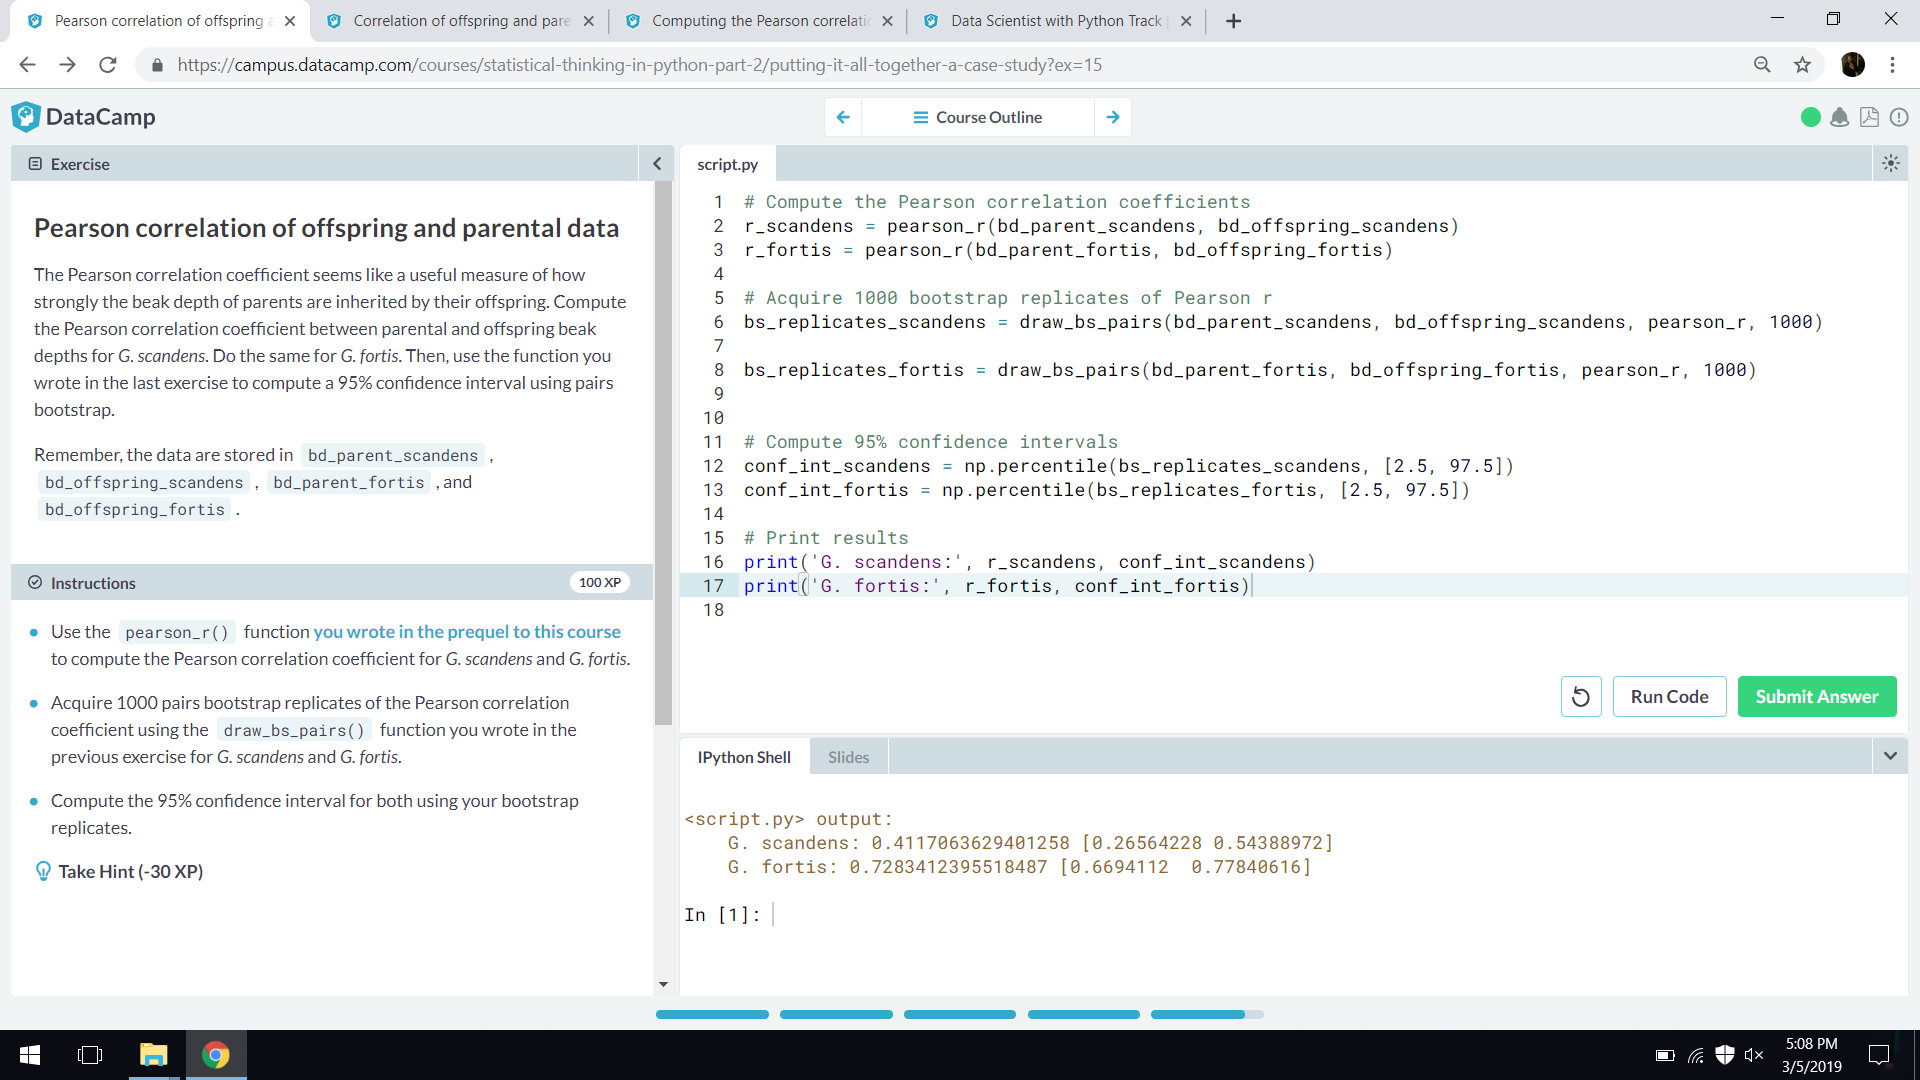 Pearson correlation of offspring a
Correlation of offspring and pare
Computing the Pearson correlatio
Data Scientist with Python Track |
https://campus.datacamp.com/courses/statistical-thinking-in-python-part-2/putting-it-all-together-a-case-study?ex=15
DataCamp
Course Outline
Exercise
Pearson correlation of offspring and parental data
The Pearson correlation coefficient seems like a useful measure of how
strongly the beak depth of parents are inherited by their offspring. Compute
the Pearson correlation coefficient between parental and offspring beak
depths for G. scandens. Do the same for G. fortis. Then, use the function you
wrote in the last exercise to compute a 95% confidence interval using pairs
bootstrap.
Remember, the data are stored in bd_parent_scandens ,
bd_offspring_scandens , bd_parent_fortis , and
bd_offspring_fortis .
Instructions
100 XP
Use the pearson_r() function you wrote in the prequel to this course
to compute the Pearson correlation coefficient for G. scandens and G. fortis.
Acquire 1000 pairs bootstrap replicates of the Pearson correlation
coefficient using the draw_bs_pairs() function you wrote in the
previous exercise for G. scandens and G. fortis.
Compute the 95% confidence interval for both using your bootstrap
replicates.
Take Hint (-30 XP)
script.py
1 # Compute the Pearson correlation coefficients
2 r_scandens = pearson_r(bd_parent_scandens, bd_offspring_scandens)
3 r_fortis = pearson_r(bd_parent_fortis, bd_offspring_fortis)
4
5 # Acquire 1000 bootstrap replicates of Pearson r
6 bs_replicates_scandens = draw_bs_pairs(bd_parent_scandens, bd_offspring_scandens, pearson_r, 1000)
7
8 bs_replicates_fortis = draw_bs_pairs(bd_parent_fortis, bd_offspring_fortis, pearson_r, 1000)
9
10
11 # Compute 95% confidence intervals
12 conf_int_scandens = np.percentile(bs_replicates_scandens, [2.5, 97.5])
13 conf_int_fortis = np.percentile(bs_replicates_fortis, [2.5, 97.5])
14
15 # Print results
16 print('G. scandens:', r_scandens, conf_int_scandens)
17 print('G. fortis:', r_fortis, conf_int_fortis)
18
Run Code
Submit Answer
IPython Shell
Slides
<script.py> output:
G. scandens: 0.4117063629401258 [0.26564228 0.54388972]
G. fortis: 0.7283412395518487 [0.6694112  0.77840616]
In [1]:
5:08 PM
3/5/2019